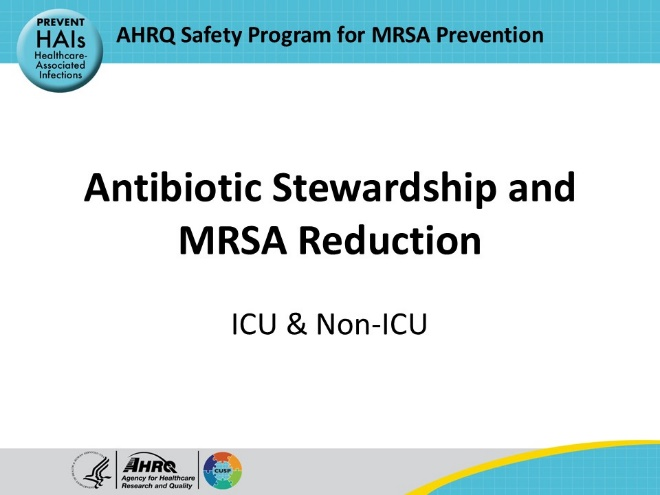 PREVENT
HAIs
Healthcare-
Associated
Infections
AHRQ Safety Program for MRSA Prevention
Antibiotic Stewardship and
MRSA Reduction
ICU & Non-ICU
AHRQ
Agency for Healthcare
Research and Quality
CUSP